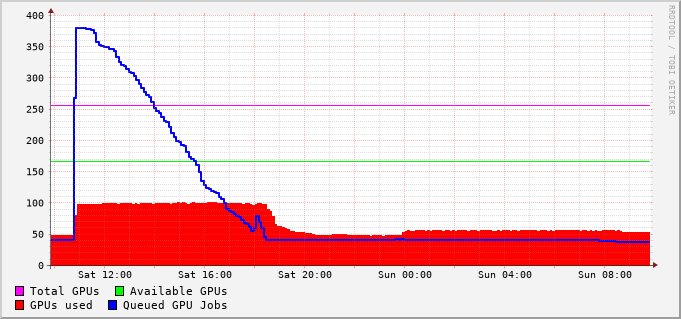 400
350
300
250
200
150
100
50
0
Sat 12:00 Sat 16:00 Sat 20:00 Sun 00:00 Sun 04:00 Sun 08:00
Total GPUs Available GPUs
GPUs used Queued GPU Jobs
RRDTOOL / TOBI OETIKER